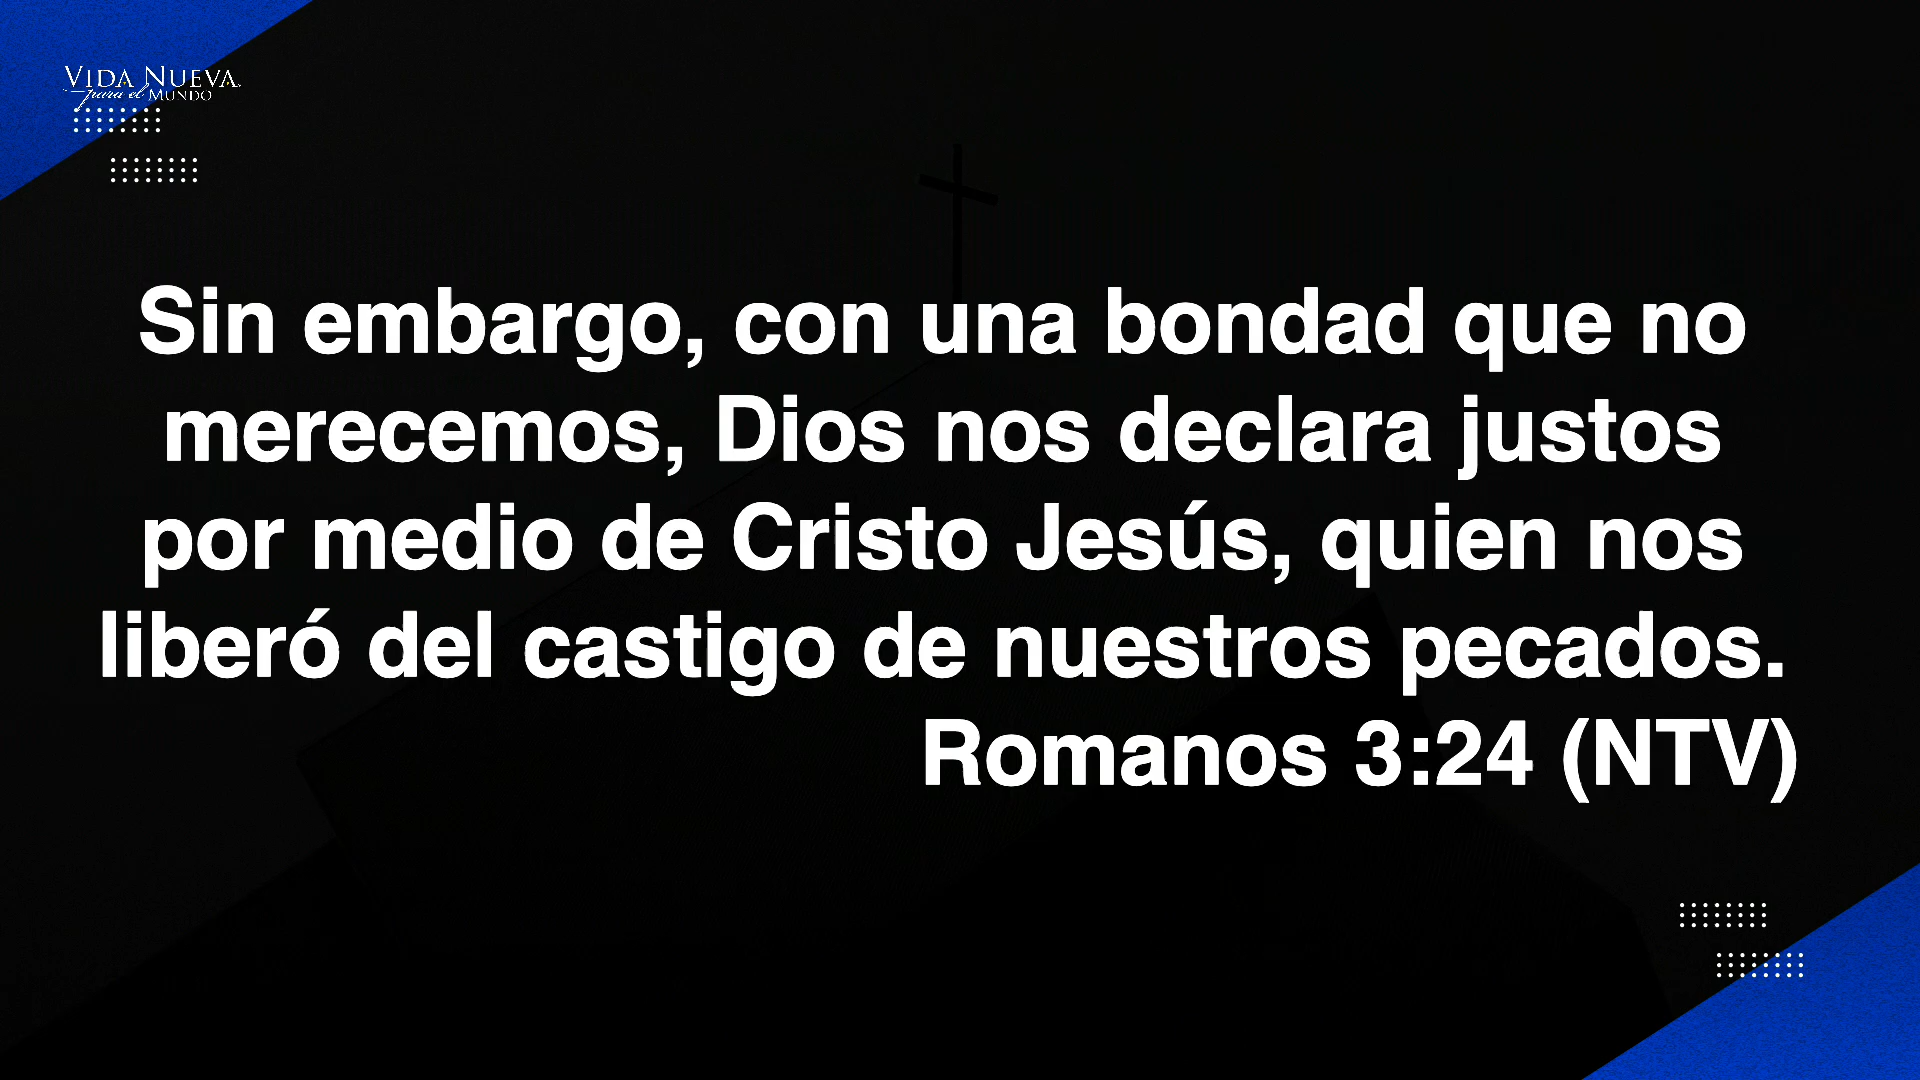 VIDA NUEVA
para el MUNDO
Sin embargo, con una bondad que no
merecemos, Dios nos declara justos
por medio de Cristo Jesús, quien nos
liberó del castigo de nuestros pecados.
Romanos 3:24 (NTV)